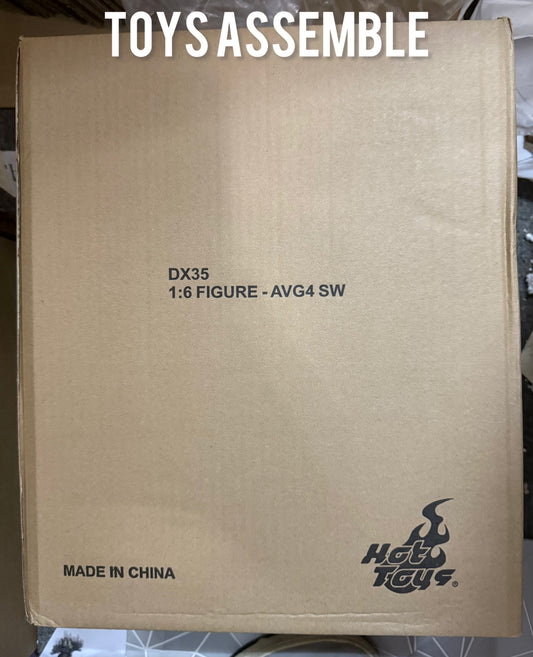 TOYS ASSEMBLE
DX35
1:6 FIGURE - AVG4 SW
MADE IN CHINA
Hot
Toys®